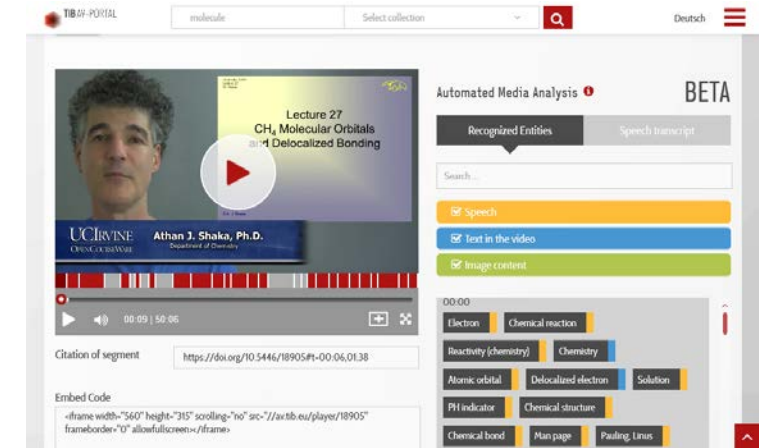 TIB AV-PORTAL
molecule
Select collection
Deutsch
Lecture 27
CH₄ Molecular Orbitals
and Delocalized Bonding
UCIRVINE
OPENCOURSEWARE
Athan J. Shaka, Ph.D.
Department of Chemistry
00:09 | 50:06
Citation of segment
https://doi.org/10.5446/18905#t=00:06,01:38
Embed Code
<iframe width="560" height="315" scrolling="no" src="//av.tib.eu/player/18905"
frameborder="0" allowfullscreen></iframe>
Automated Media Analysis
BETA
Recognized Entities
Speech transcript
Search...
Speech
Text in the video
Image content
00:00
Electron
Chemical reaction
Reactivity (chemistry)
Chemistry
Atomic orbital
Delocalized electron
Solution
PH indicator
Chemical structure
Chemical bond
Man page
Pauling, Linus